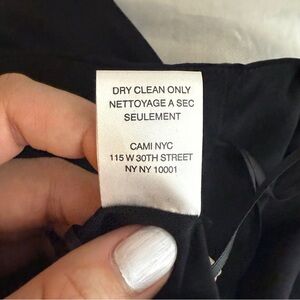 DRY CLEAN ONLY
NETTOYAGE A SEC
SEULEMENT
CAMI NYC
115 W 30TH STREET
NY NY 10001